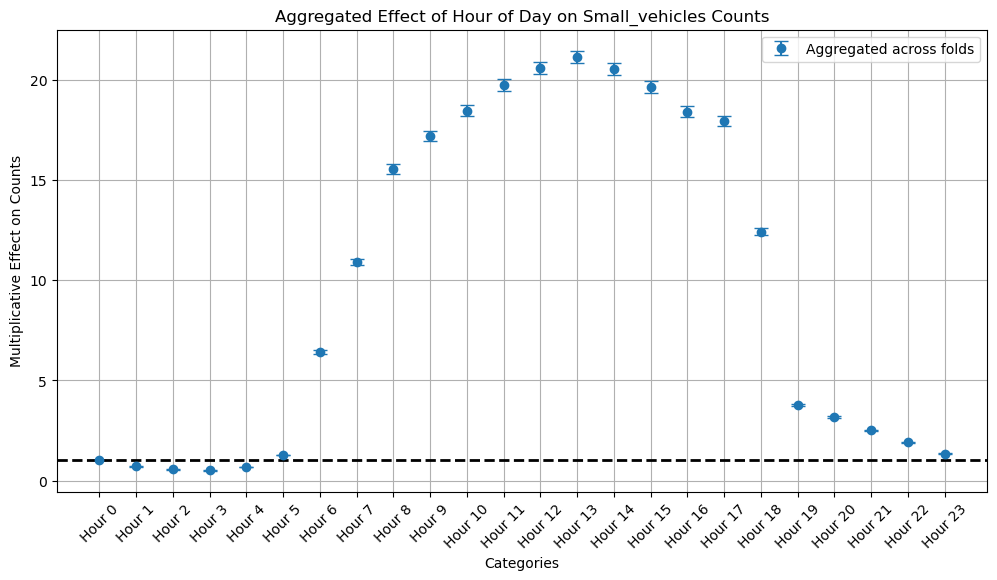 Aggregated Effect of Hour of Day on Small_vehicles Counts
Aggregated across folds
Multiplicative Effect on Counts
20
15
10
5
0
Hour 0
Hour 1
Hour 2
Hour 3
Hour 4
Hour 5
Hour 6
Hour 7
Hour 8
Hour 9
Hour 10
Hour 11
Hour 12
Hour 13
Hour 14
Hour 15
Hour 16
Hour 17
Hour 18
Hour 19
Hour 20
Hour 21
Hour 22
Hour 23
Categories